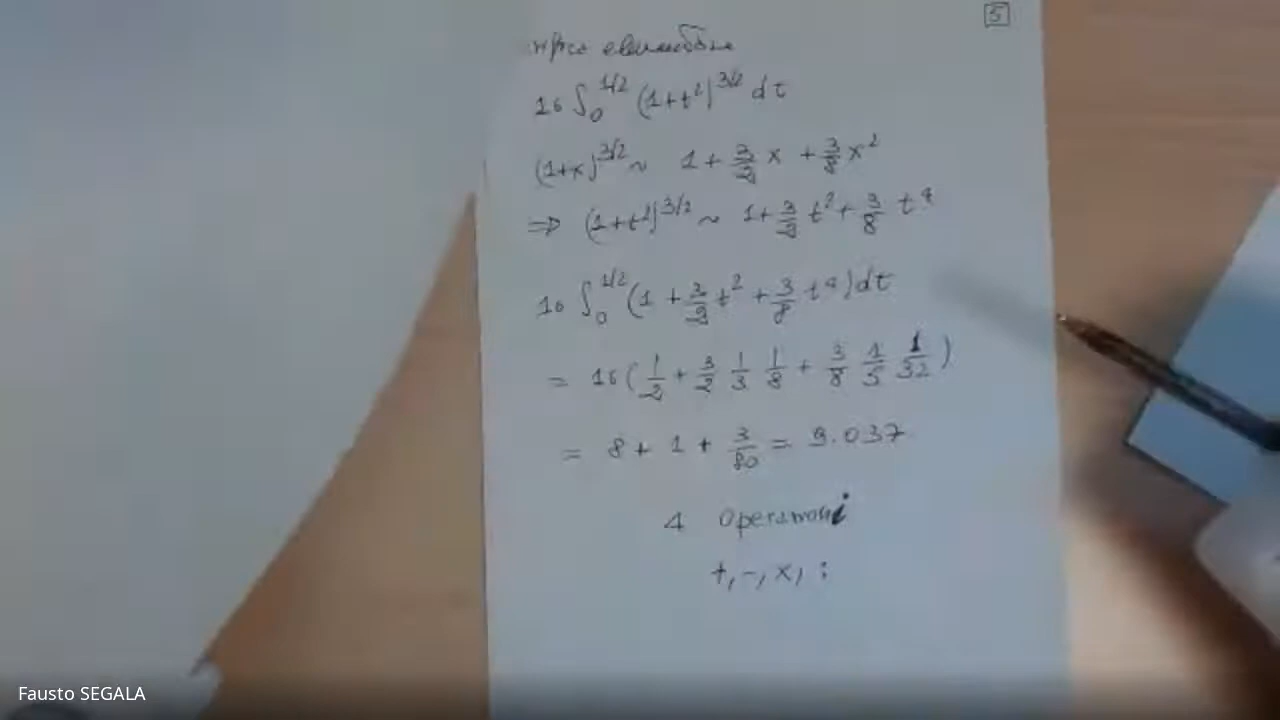 5
16 ∫₀^{1/2} (1+t²)^{3/2} dt
(1+x)^{3/2} ~ 1 + 3/2 x + 3/8 x²
⇒ (1+t²)^{3/2} ~ 1 + 3/2 t² + 3/8 t⁴
16 ∫₀^{1/2} (1 + 3/2 t² + 3/8 t⁴) dt
= 16 (1/2 + 3/2 1/3 1/8 + 3/8 1/5 1/32)
= 8 + 1 + 3/80 = 9.037
4 operazioni
+, -, x, :
Fausto SEGALA